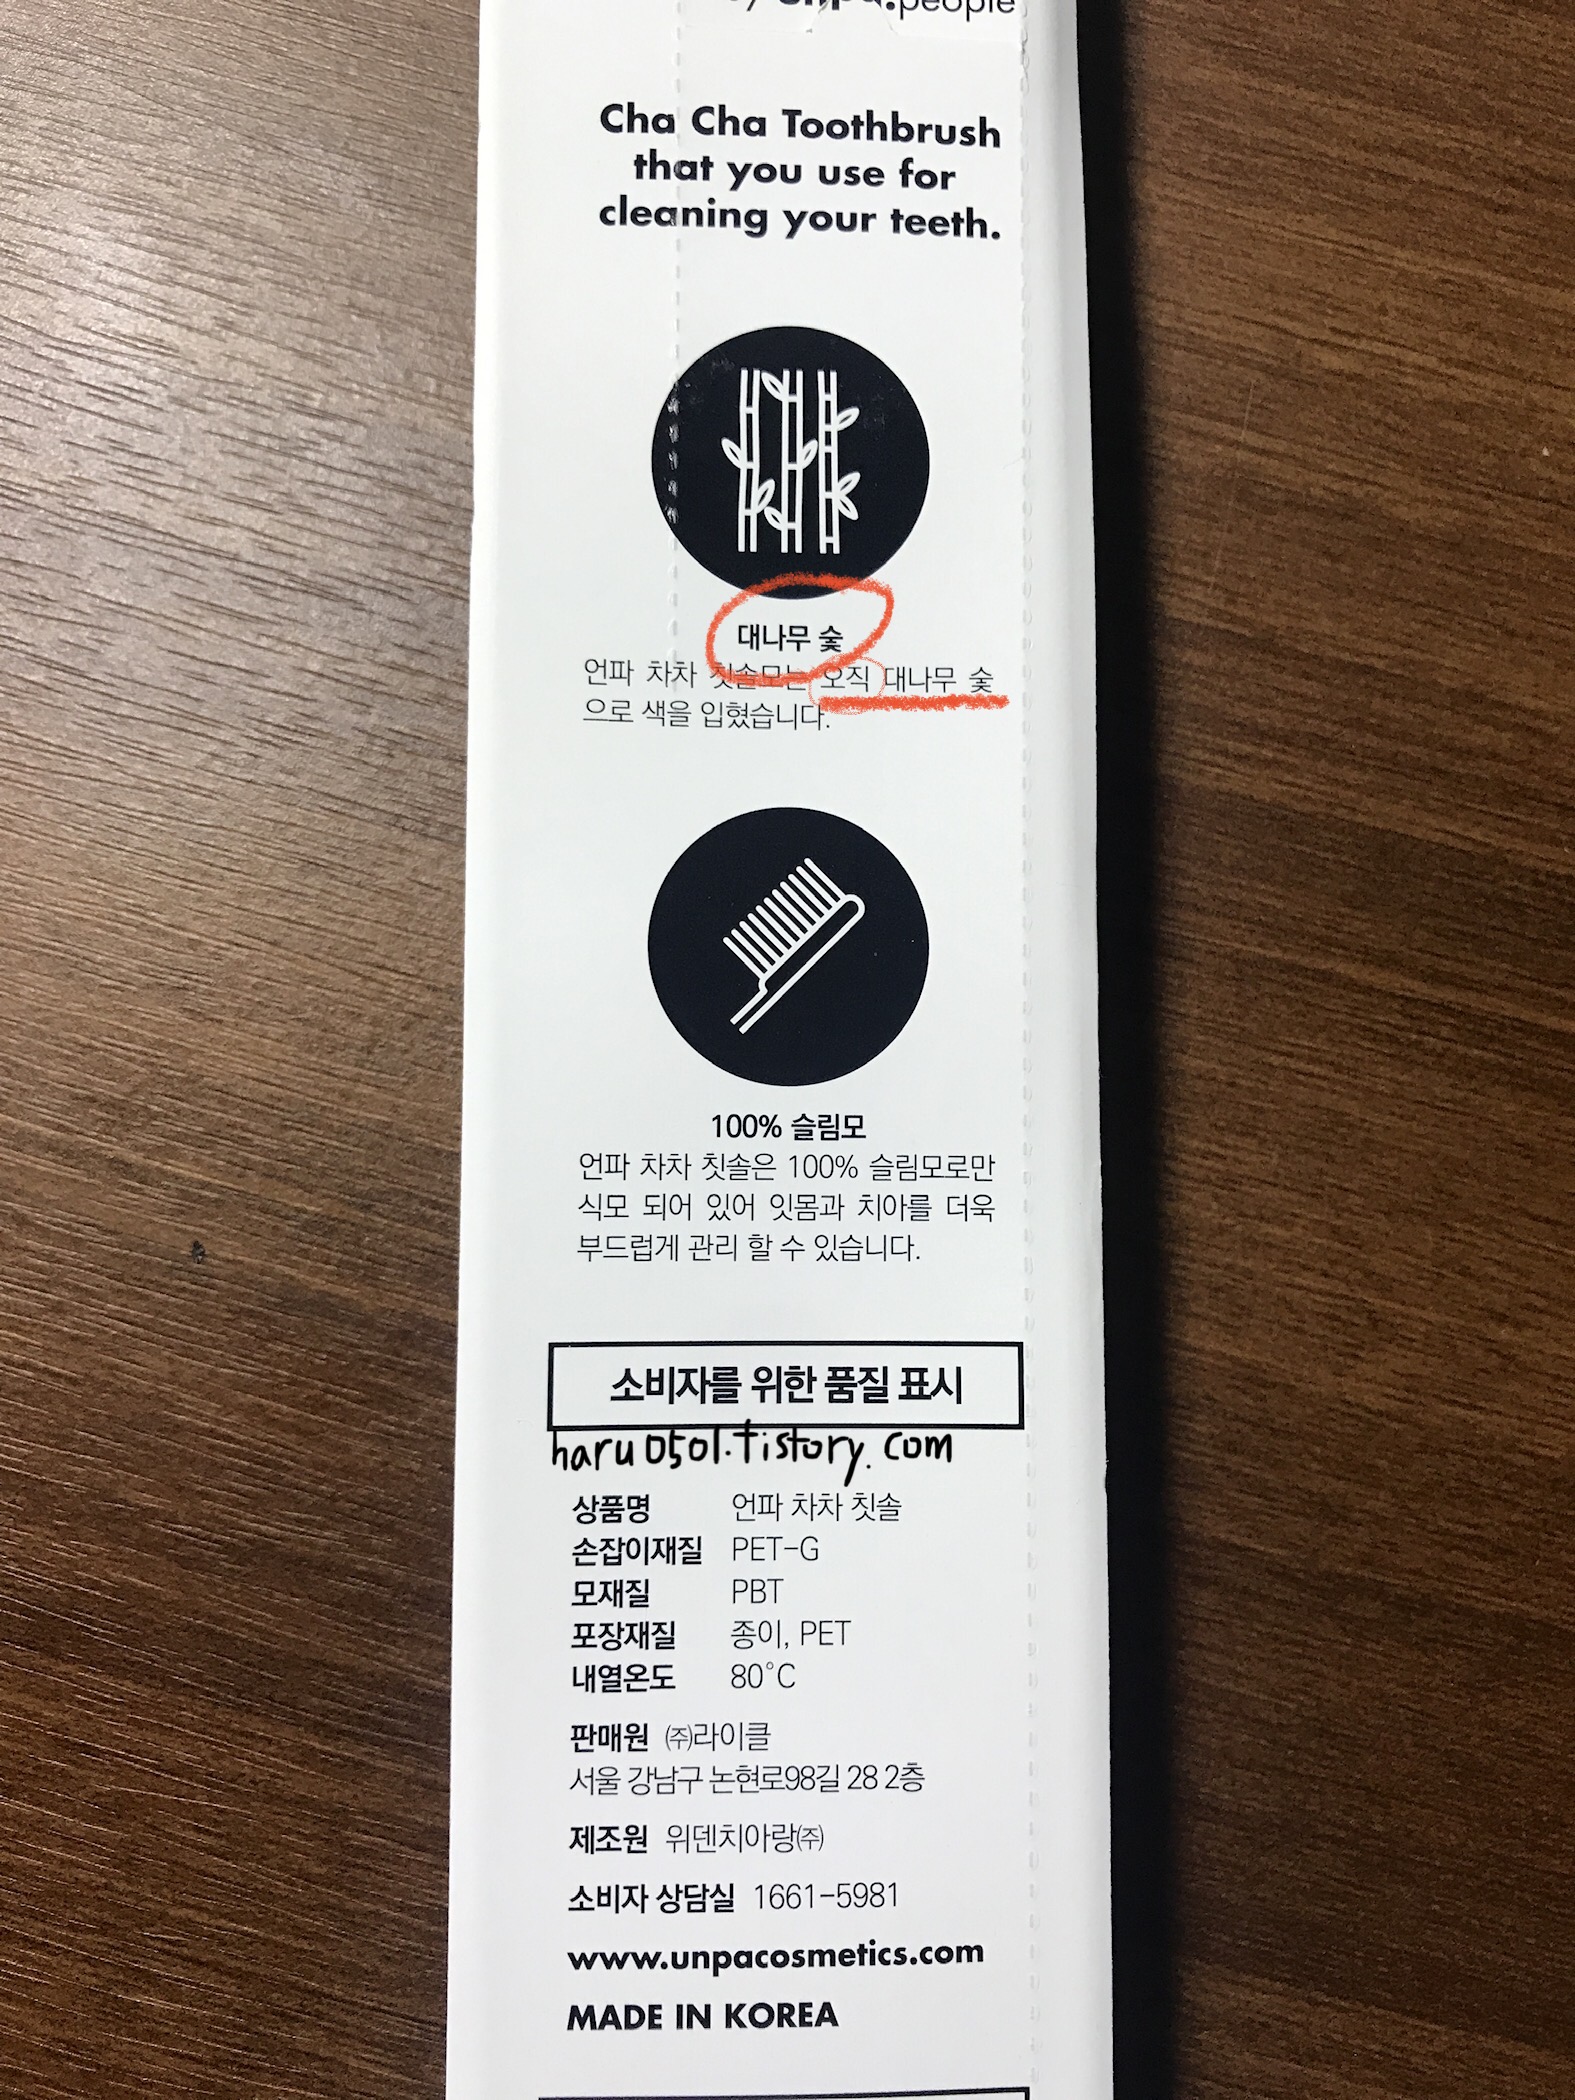 people
Cha Cha Toothbrush
that you use for
cleaning your teeth.
대나무 숯
언파 차차 칫솔모는 오직 대나무 숯
으로 색을 입혔습니다.
100% 슬림모
언파 차차 칫솔은 100% 슬림모로만
식모 되어 있어 잇몸과 치아를 더욱
부드럽게 관리 할 수 있습니다.
소비자를 위한 품질 표시
haru0501.tistory.com
상품명 언파 차차 칫솔
손잡이재질 PET-G
모재질 PBT
포장재질 종이, PET
내열온도 80°C
판매원 ㈜라이클
서울 강남구 논현로98길 28 2층
제조원 위덴치아랑㈜
소비자 상담실 1661-5981
www.unpacosmetics.com
MADE IN KOREA